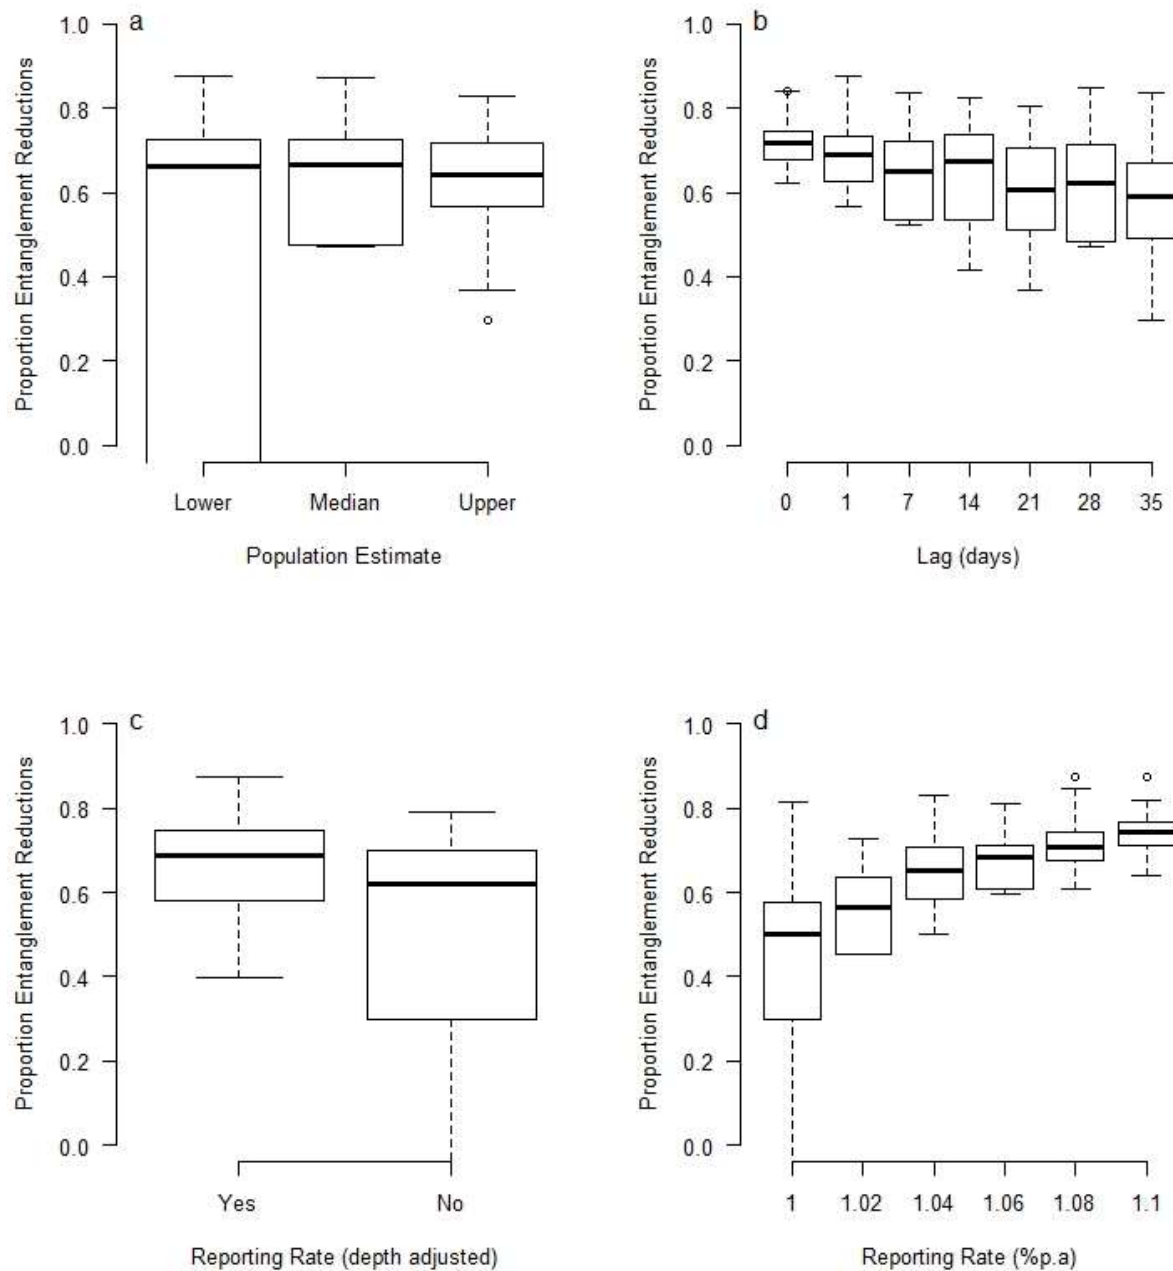 a
Proportion Entanglement Reductions
1.0
0.8
0.6
0.4
0.2
0.0
Lower Median Upper
Population Estimate
b
Proportion Entanglement Reductions
1.0
0.8
0.6
0.4
0.2
0.0
0 1 7 14 21 28 35
Lag (days)
c
Proportion Entanglement Reductions
1.0
0.8
0.6
0.4
0.2
0.0
Yes No
Reporting Rate (depth adjusted)
d
Proportion Entanglement Reductions
1.0
0.8
0.6
0.4
0.2
0.0
1 1.02 1.04 1.06 1.08 1.1
Reporting Rate (%p.a)